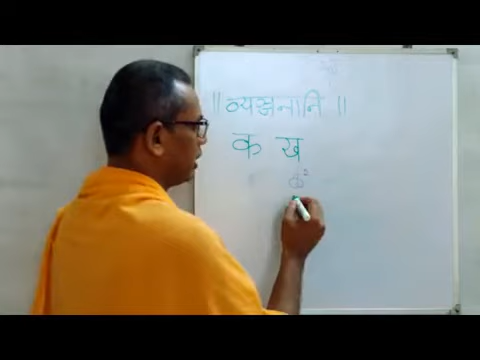 ॥ व्यञ्जनानि ॥
क ख